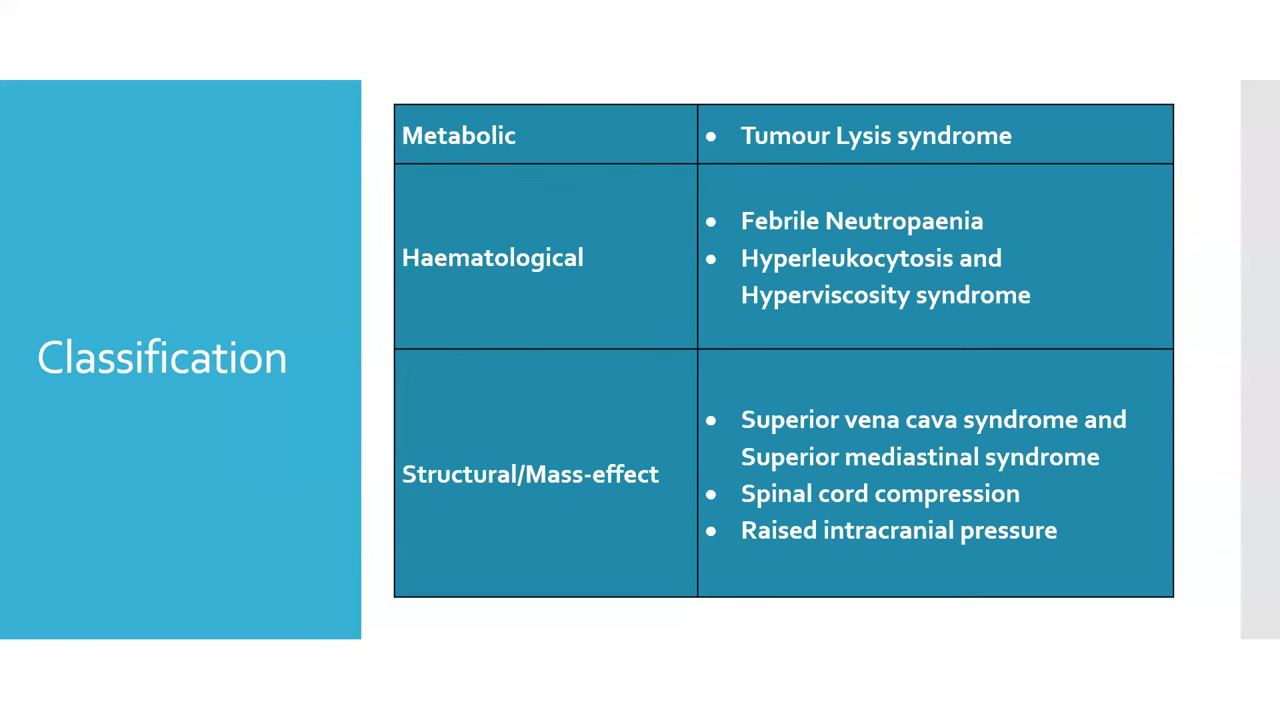 Classification
Metabolic
• Tumour Lysis syndrome
Haematological
• Febrile Neutropaenia
• Hyperleukocytosis and
Hyperviscosity syndrome
Structural/Mass-effect
• Superior vena cava syndrome and
Superior mediastinal syndrome
• Spinal cord compression
• Raised intracranial pressure